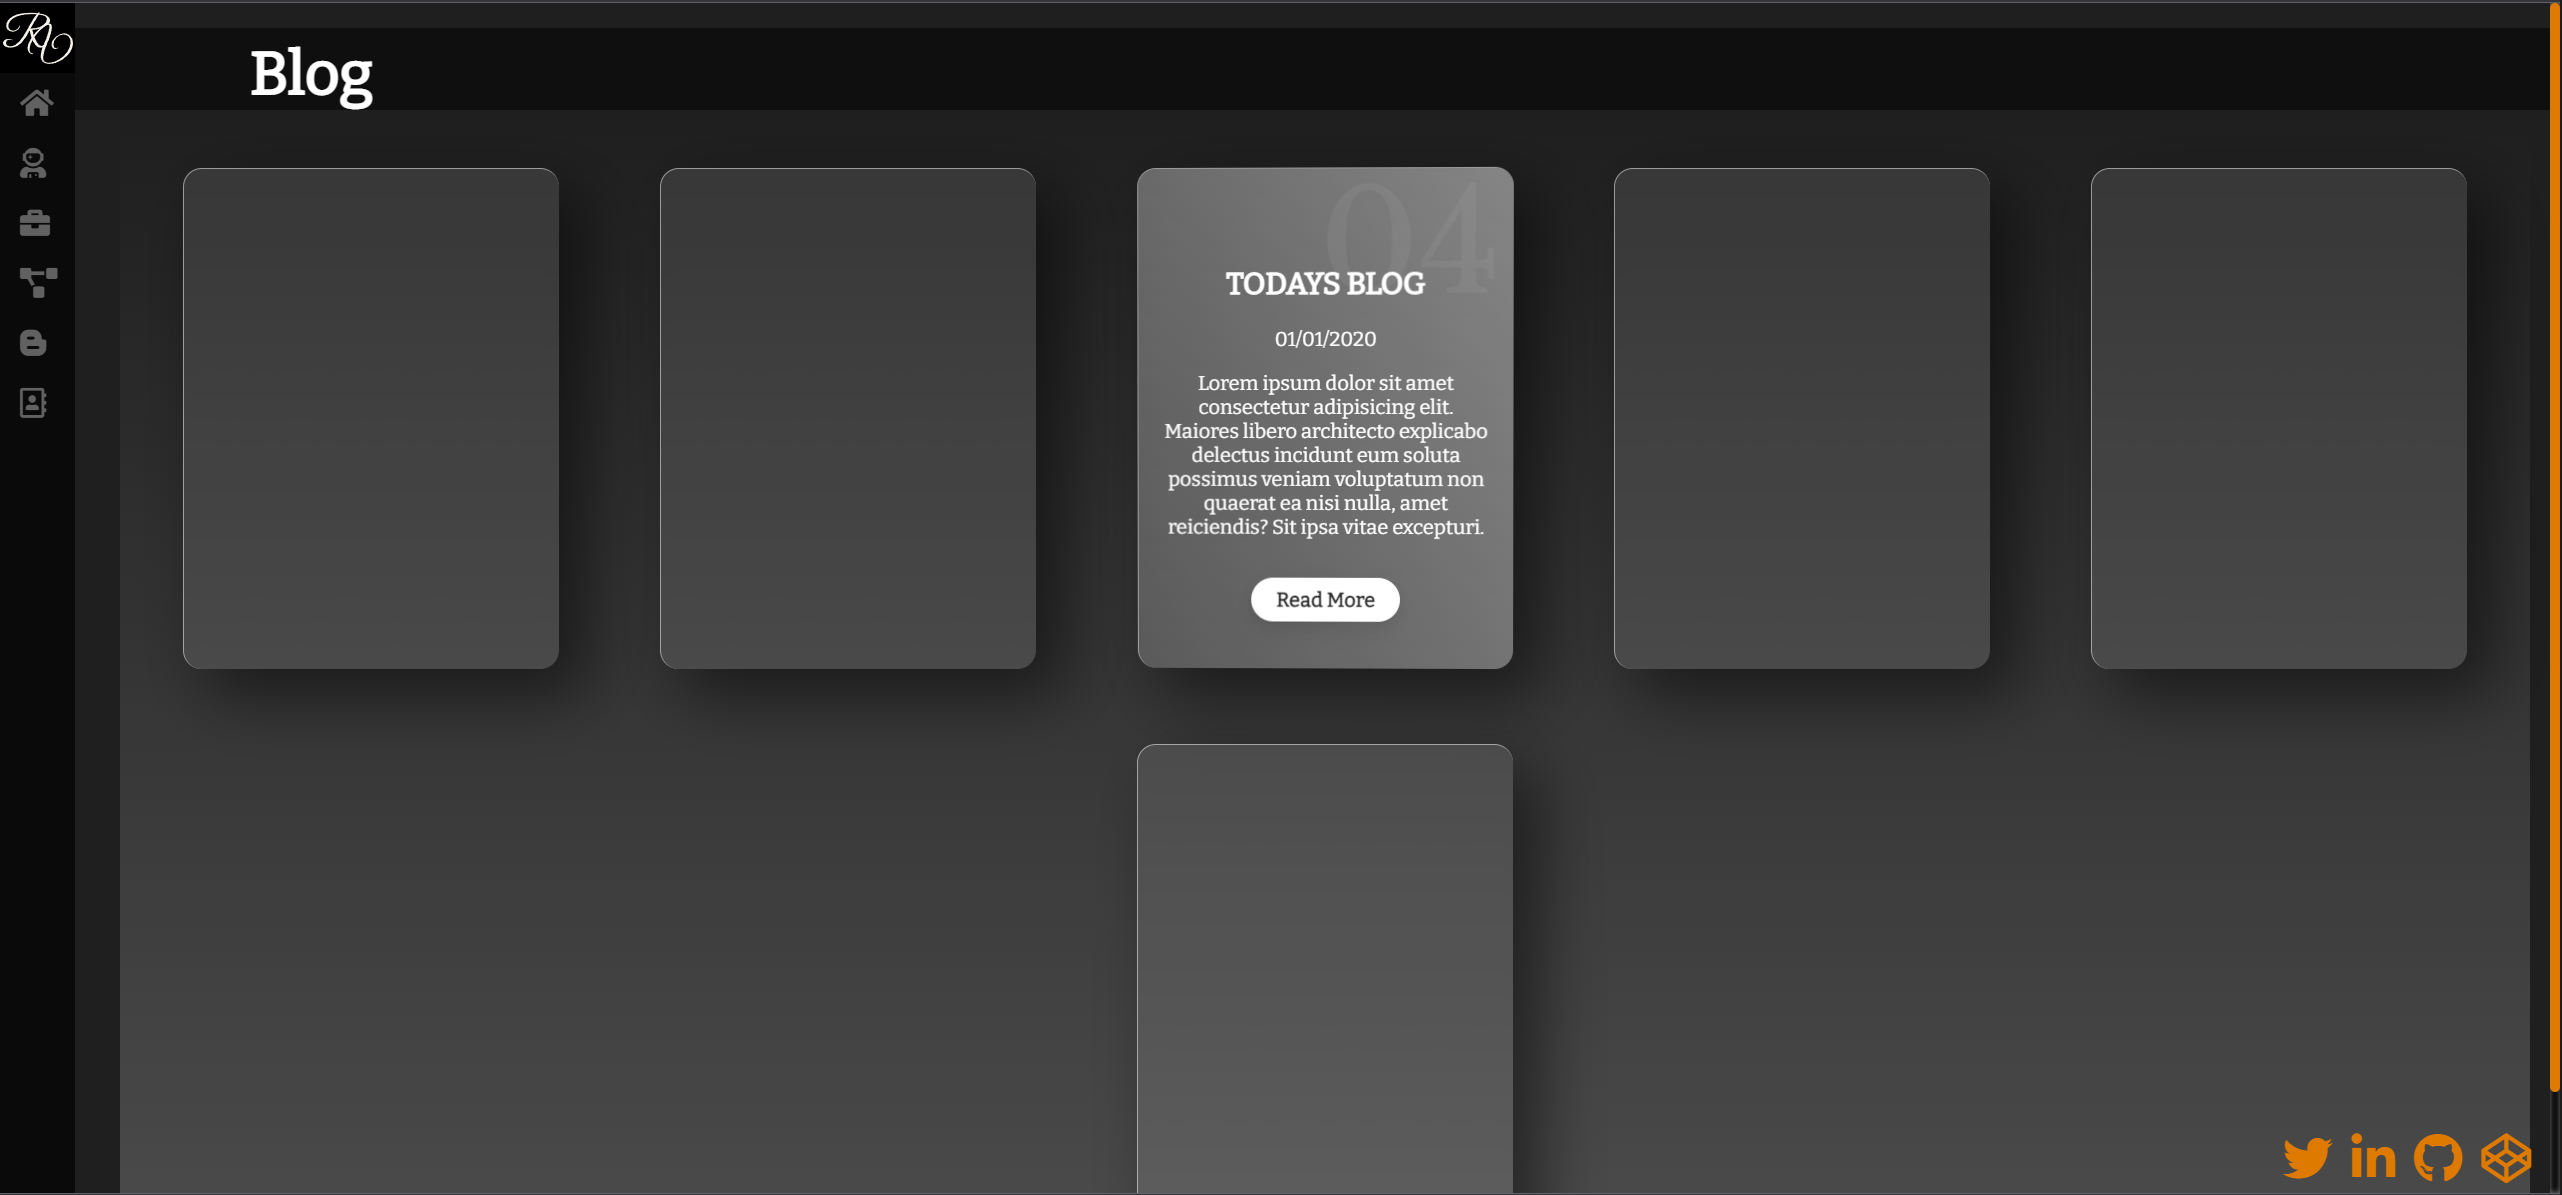 Blog
04
TODAYS BLOG
01/01/2020
Lorem ipsum dolor sit amet
consectetur adipisicing elit.
Maiores libero architecto explicabo
delectus incidunt eum soluta
possimus veniam voluptatum non
quaerat ea nisi nulla, amet
reiciendis? Sit ipsa vitae excepturi.
Read More
in